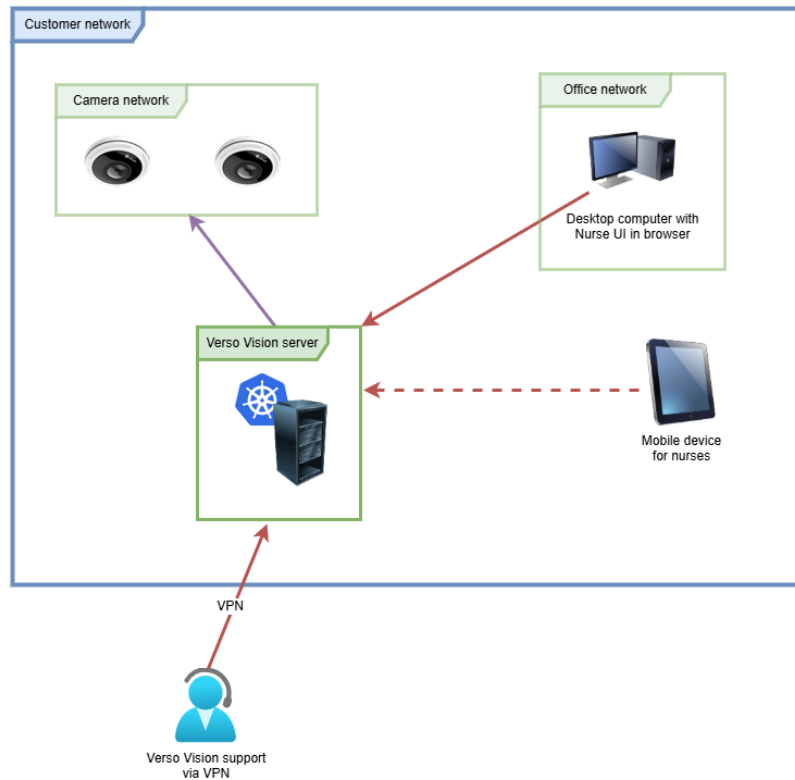 Customer network
Camera network
Office network
Desktop computer with
Nurse UI in browser
Verso Vision server
Mobile device
for nurses
VPN
Verso Vision support
via VPN